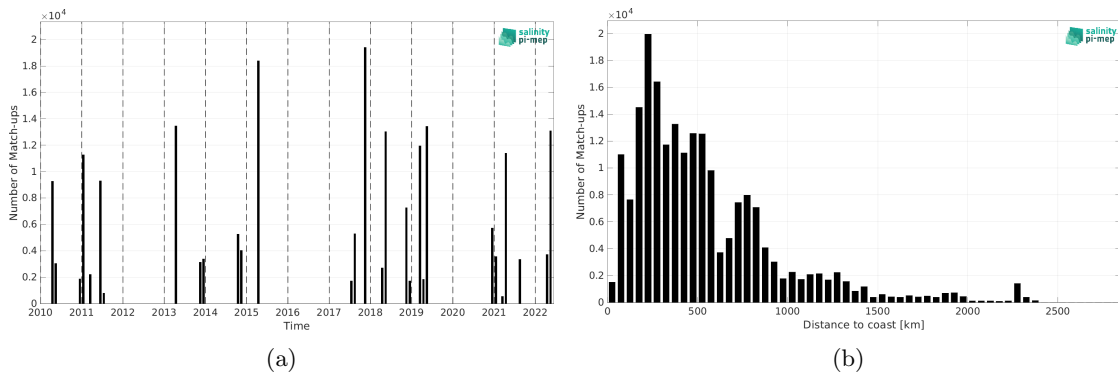 ×10⁴
2
1.8
1.6
1.4
1.2
1
0.8
0.6
0.4
0.2
0
Number of Match-ups
2010 2011 2012 2013 2014 2015 2016 2017 2018 2019 2020 2021 2022
Time
salinity
pi-mep
(a)
×10⁴
2
1.8
1.6
1.4
1.2
1
0.8
0.6
0.4
0.2
0
Number of Match-ups
0 500 1000 1500 2000 2500
Distance to coast [km]
salinity
pi-mep
(b)